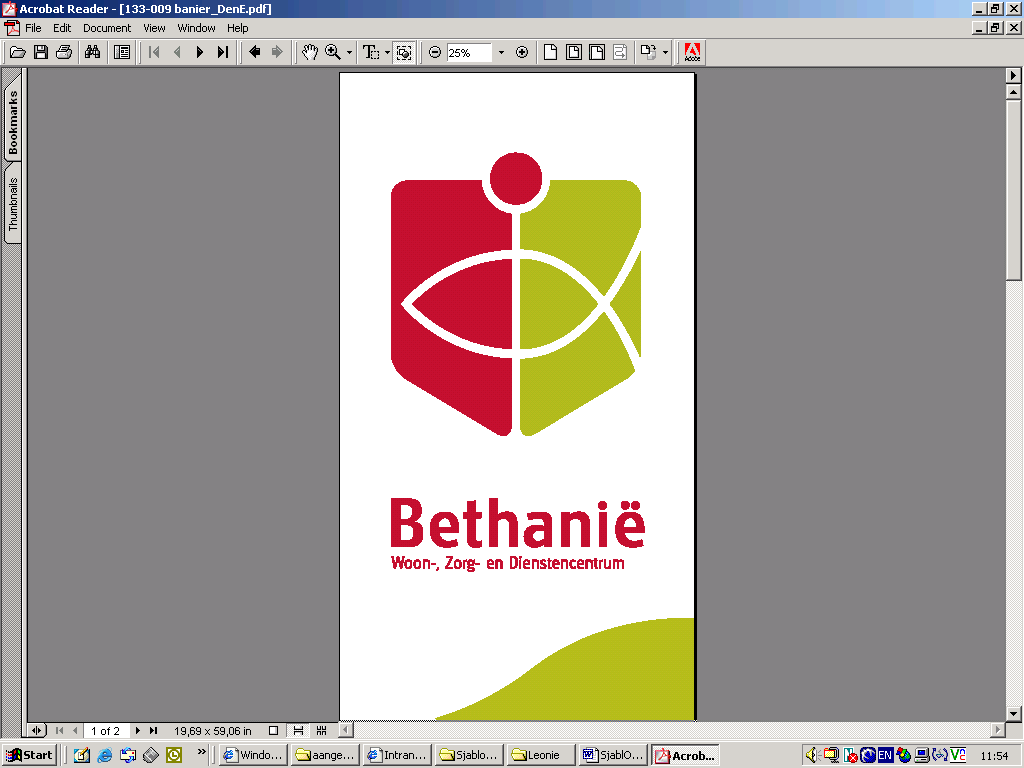 Acrobat Reader - [133-009 banier_DenE.pdf]
File Edit Document View Window Help
25%
Adobe
Bookmarks
Thumbnails
Bethanië
Woon-, Zorg- en Dienstencentrum
1 of 2 19,69 x 59,06 in
Start Windo... aange... Intran... Sjablo... Leonie SjablO... Acrob... EN 11:54